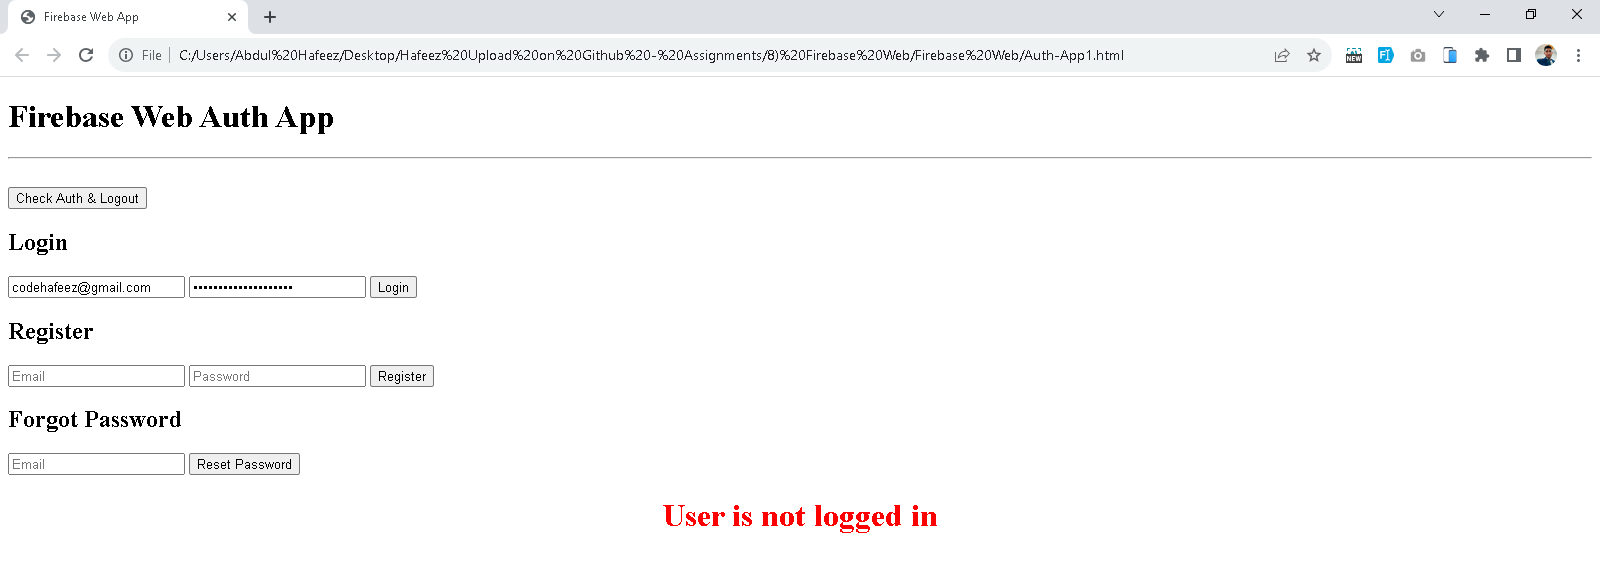 Firebase Web App
File C:/Users/Abdul%20Hafeez/Desktop/Hafeez%20Upload%20on%20Github%20-%20Assignments/8)%20Firebase%20Web/Firebase%20Web/Auth-App1.html
NEW
Firebase Web Auth App
Check Auth & Logout
Login
codehafeez@gmail.com •••••••••••••••••••• Login
Register
Email Password Register
Forgot Password
Email Reset Password
User is not logged in